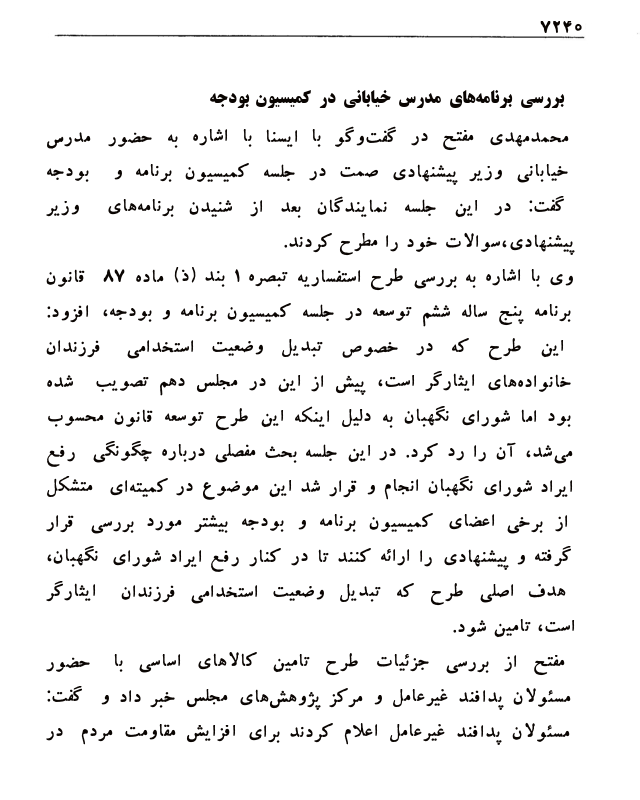 ۷۲۴۰
بررسی برنامه‌های مدرس خیابانی در کمیسیون بودجه
محمدمهدی مفتح در گفت‌وگو با ایسنا با اشاره به حضور مدرس
خیابانی وزیر پیشنهادی صمت در جلسه کمیسیون برنامه و بودجه
گفت: در این جلسه نمایندگان بعد از شنیدن برنامه‌های وزیر
پیشنهادی،سوالات خود را مطرح کردند.
وی با اشاره به بررسی طرح استفساریه تبصره ۱ بند (ذ) ماده ۸۷ قانون
برنامه پنج ساله ششم توسعه در جلسه کمیسیون برنامه و بودجه، افزود:
این طرح که در خصوص تبدیل وضعیت استخدامی فرزندان
خانواده‌های ایثارگر است، پیش از این در مجلس دهم تصویب شده
بود اما شورای نگهبان به دلیل اینکه این طرح توسعه قانون محسوب
می‌شد، آن را رد کرد. در این جلسه بحث مفصلی درباره چگونگی رفع
ایراد شورای نگهبان انجام و قرار شد این موضوع در کمیته‌ای متشکل
از برخی اعضای کمیسیون برنامه و بودجه بیشتر مورد بررسی قرار
گرفته و پیشنهادی را ارائه کنند تا در کنار رفع ایراد شورای نگهبان،
هدف اصلی طرح که تبدیل وضعیت استخدامی فرزندان ایثارگر
است، تامین شود.
مفتح از بررسی جزئیات طرح تامین کالاهای اساسی با حضور
مسئولان پدافند غیرعامل و مرکز پژوهش‌های مجلس خبر داد و گفت:
مسئولان پدافند غیرعامل اعلام کردند برای افزایش مقاومت مردم در